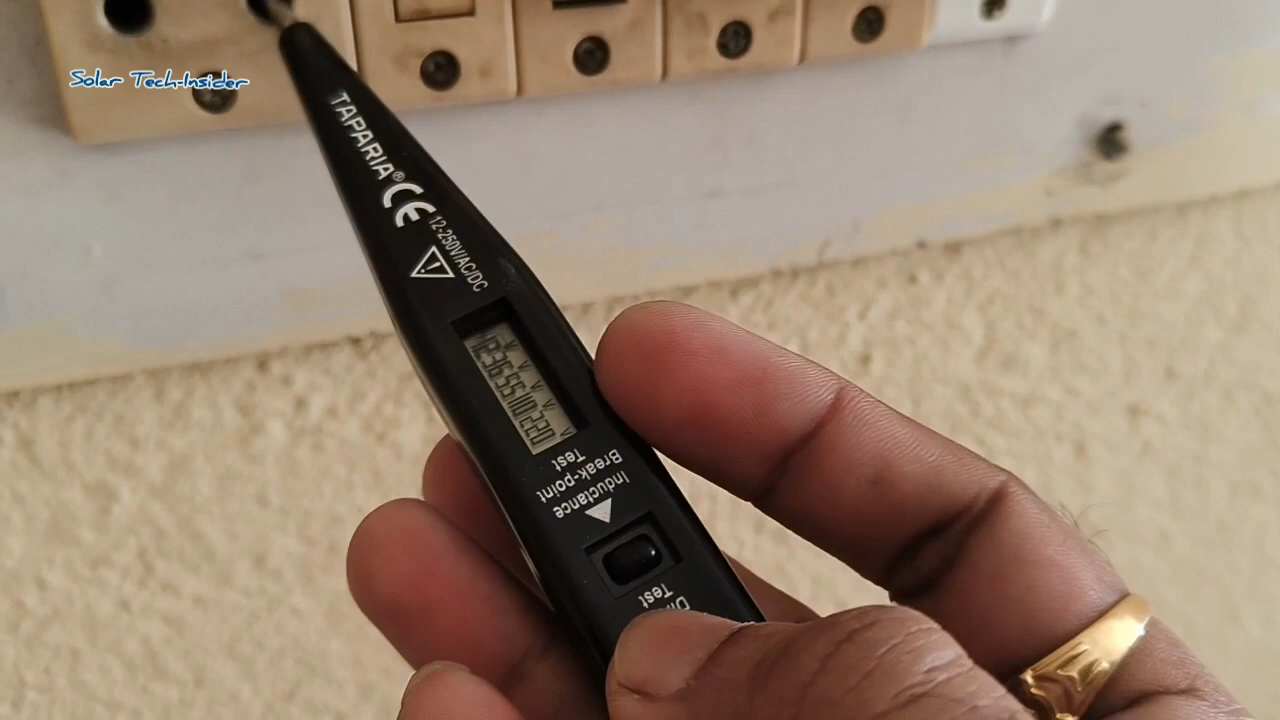 Solar Tech-Insider
TAPARIA® CE
12-250V/AC/DC
12 36 55 110 220
Inductance
Break-point
Test
Test